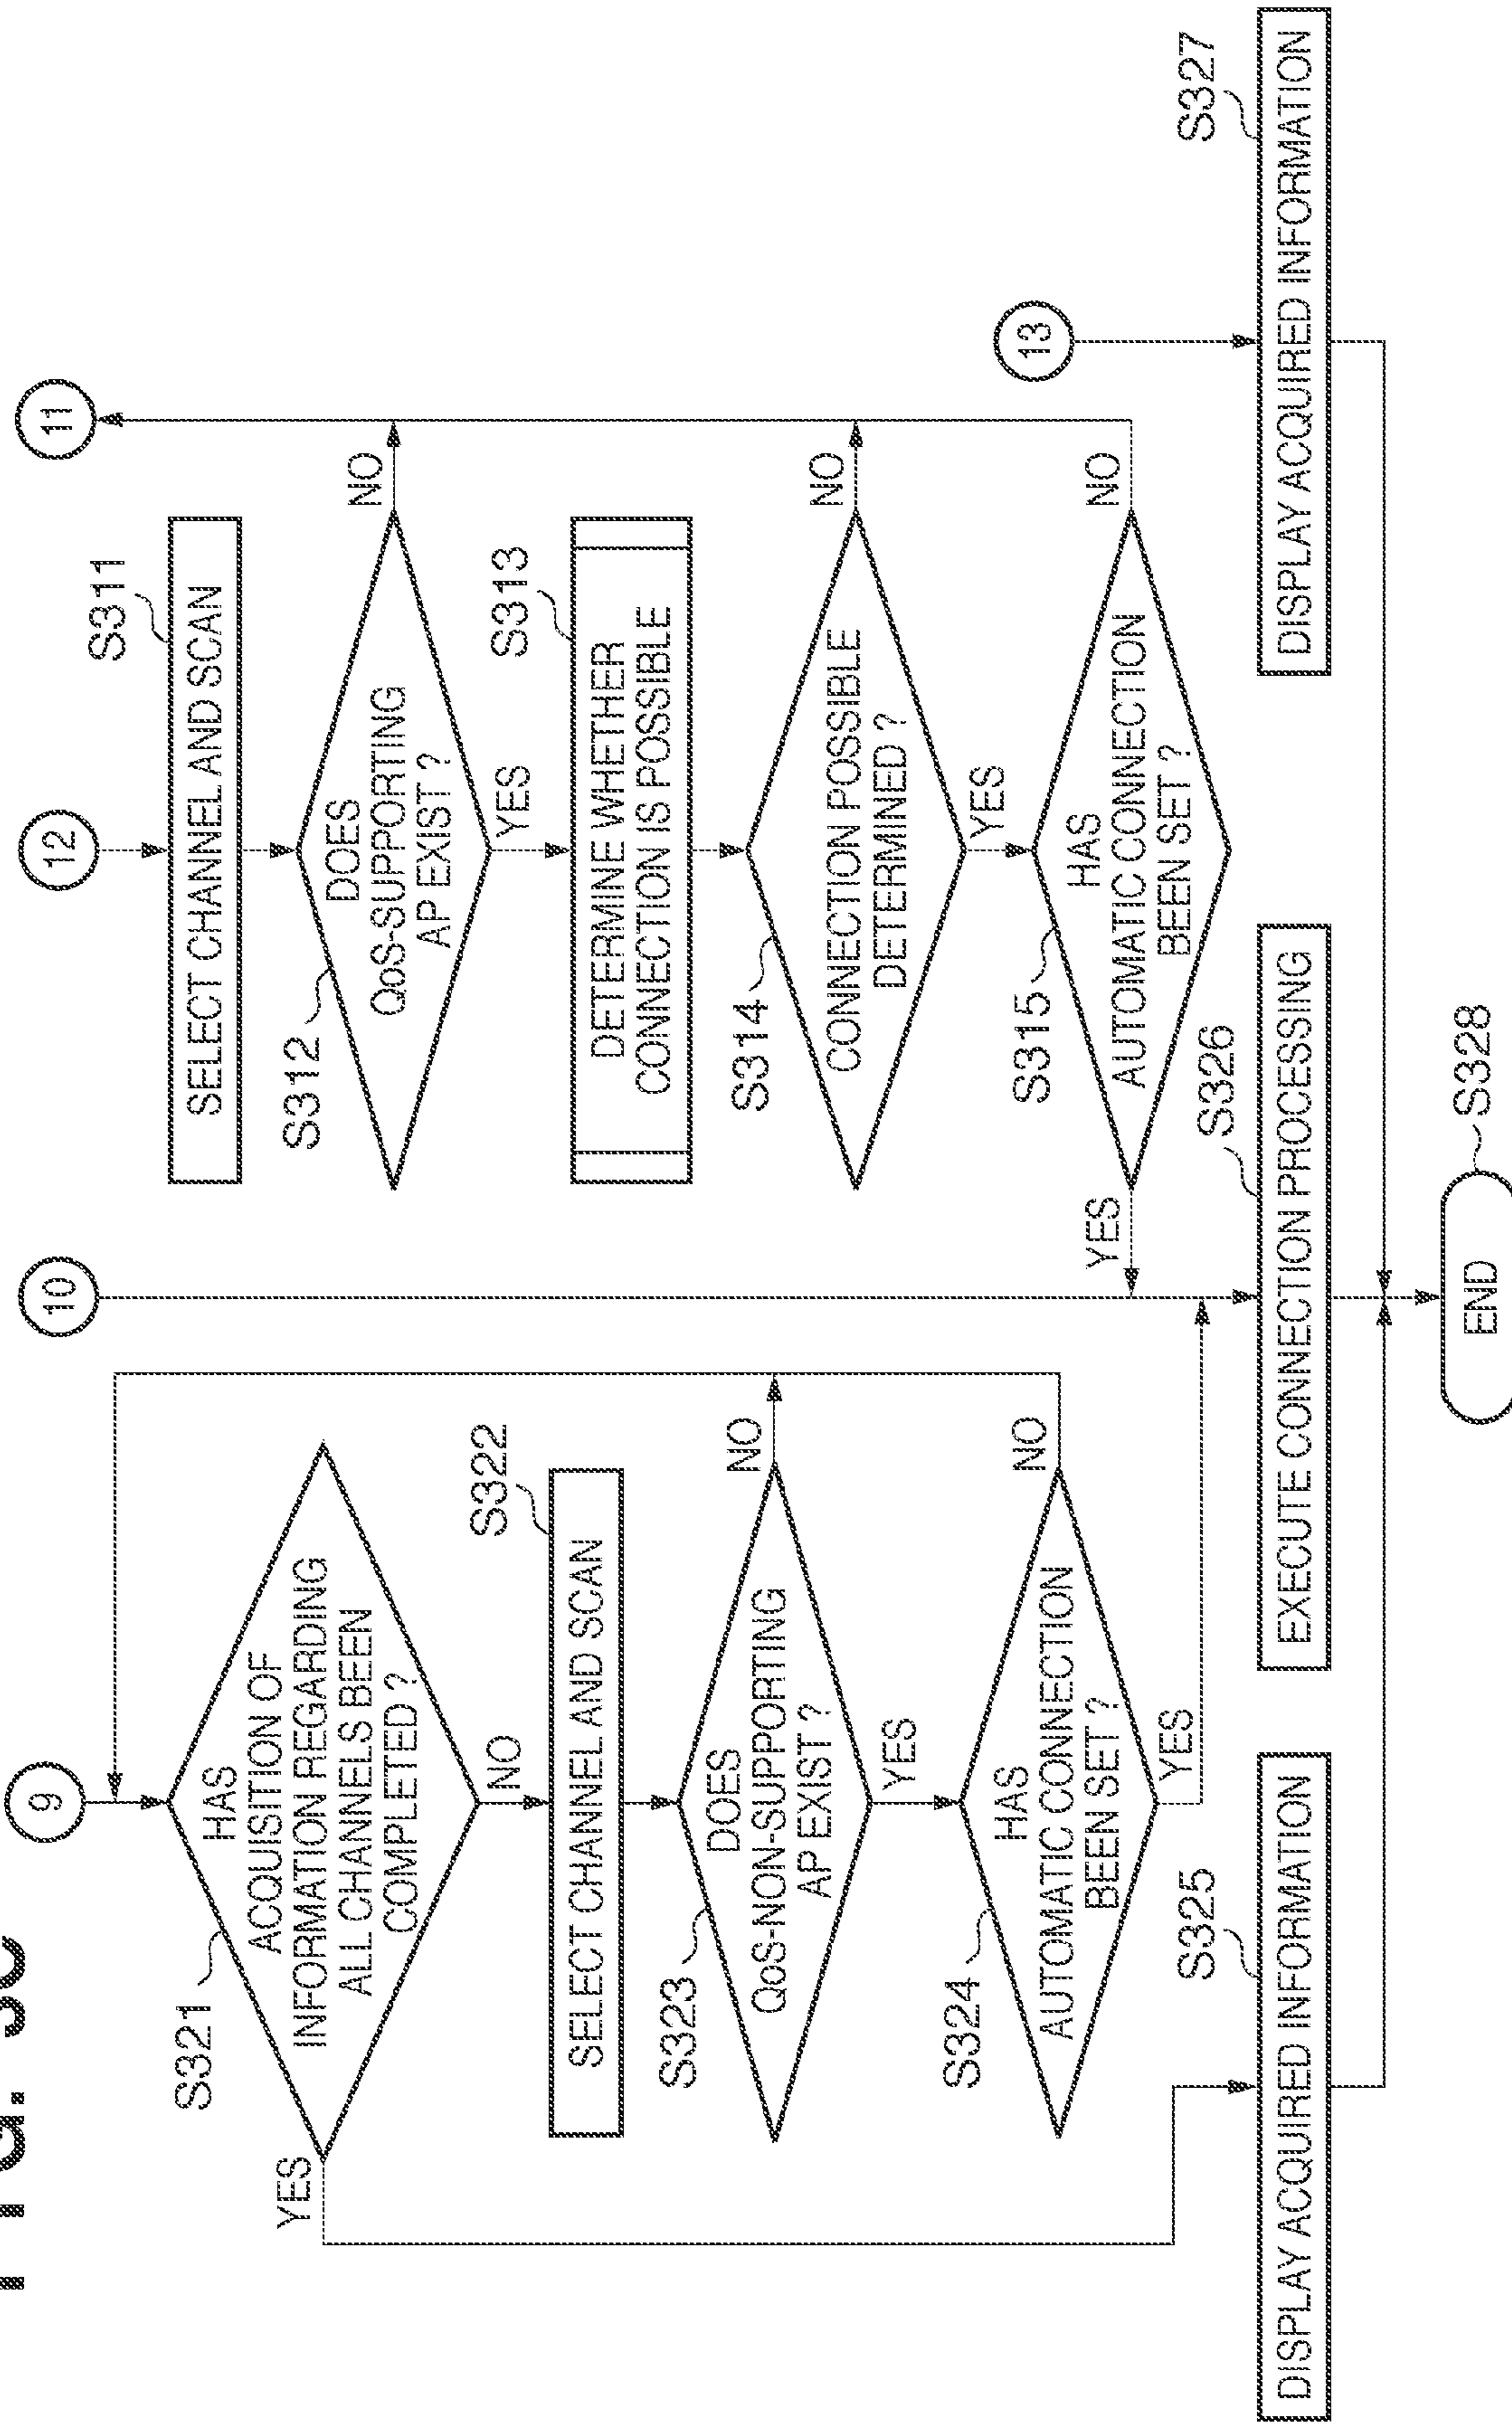 9
HAS
ACQUISITION OF
INFORMATION REGARDING
ALL CHANNELS BEEN
COMPLETED ?
S321
YES
NO
SELECT CHANNEL AND SCAN
S322
DOES
QoS-NON-SUPPORTING
AP EXIST ?
S323
NO
YES
HAS
AUTOMATIC CONNECTION
BEEN SET ?
S324
NO
YES
DISPLAY ACQUIRED INFORMATION
S325
10
12
11
SELECT CHANNEL AND SCAN
S311
DOES
QoS-SUPPORTING
AP EXIST ?
S312
NO
YES
DETERMINE WHETHER
CONNECTION IS POSSIBLE
S313
CONNECTION POSSIBLE
DETERMINED ?
S314
NO
YES
HAS
AUTOMATIC CONNECTION
BEEN SET ?
S315
YES
NO
EXECUTE CONNECTION PROCESSING
S326
13
DISPLAY ACQUIRED INFORMATION
S327
END
S328